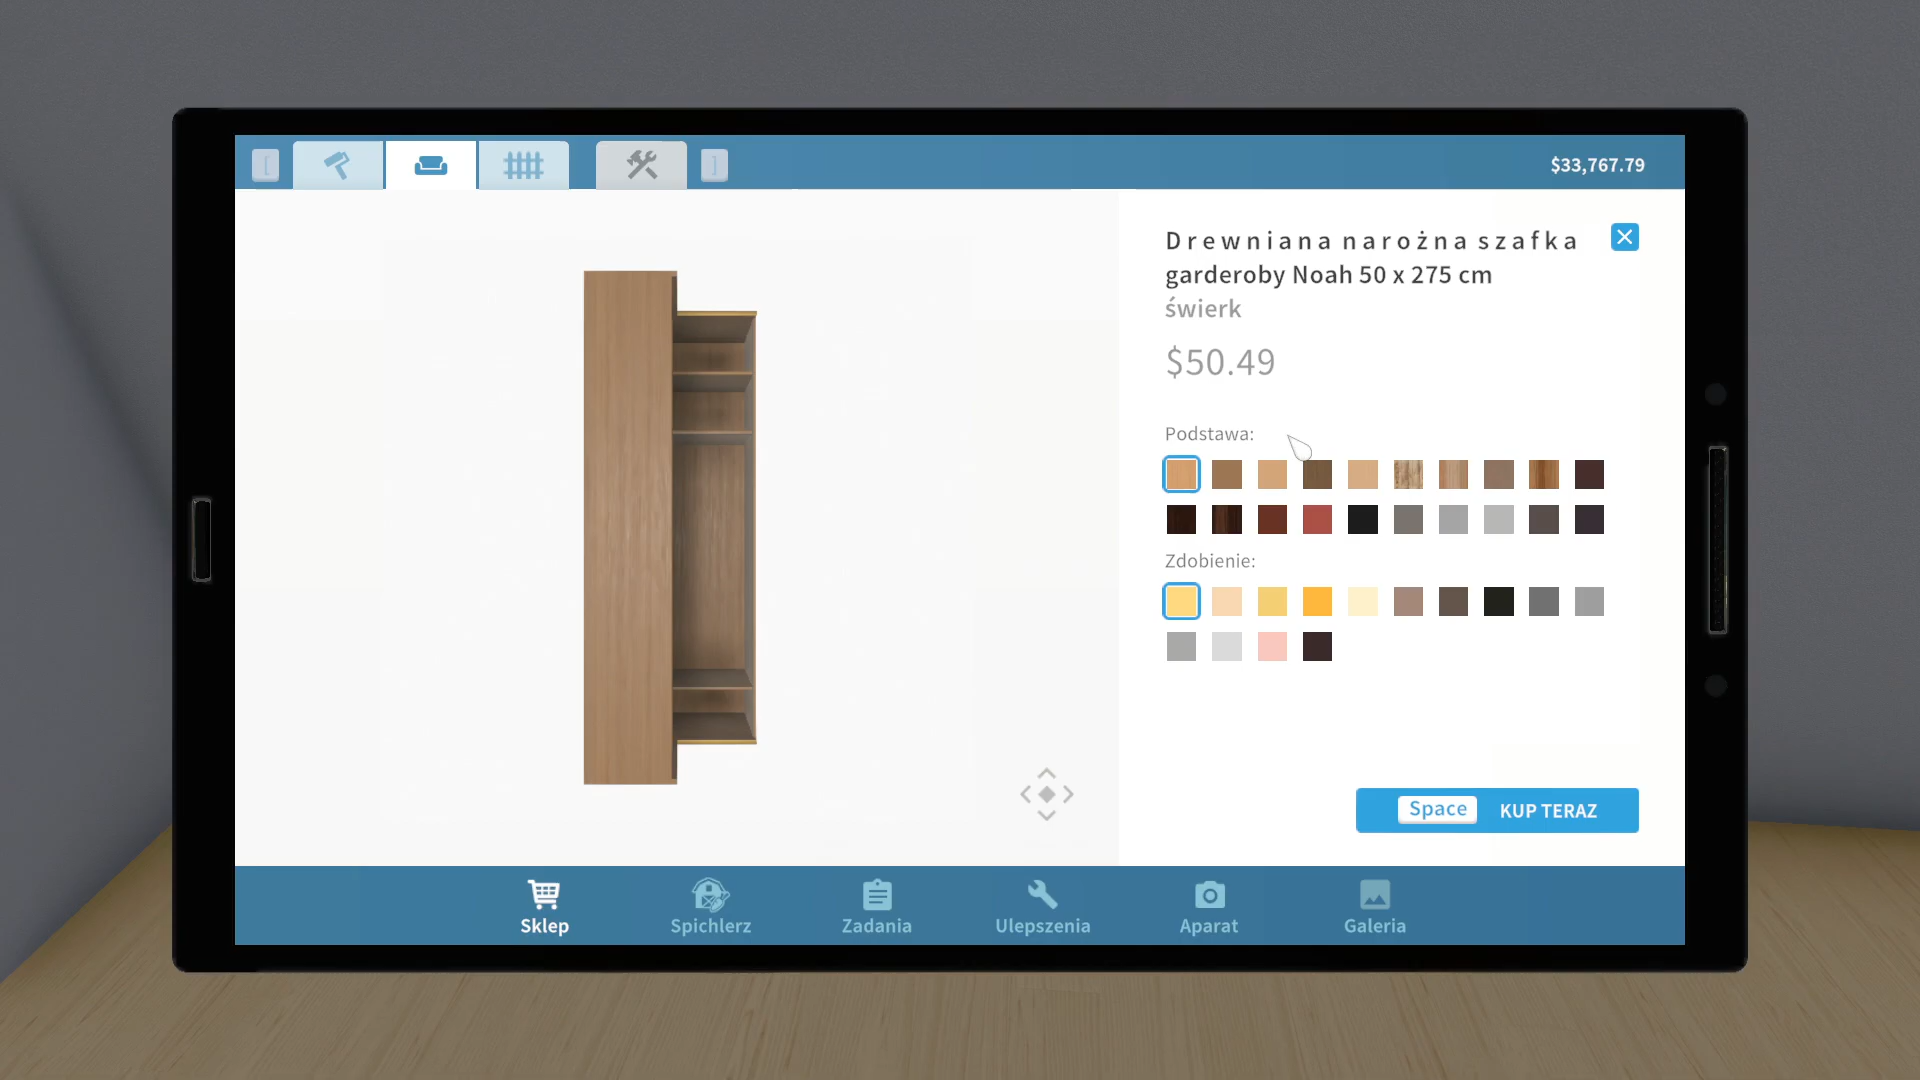 [
]
$33,767.79
Drewniana narożna szafka
garderoby Noah 50 x 275 cm
świerk
$50.49
Podstawa:
Zdobienie:
Space KUP TERAZ
Sklep
Spichlerz
Zadania
Ulepszenia
Aparat
Galeria